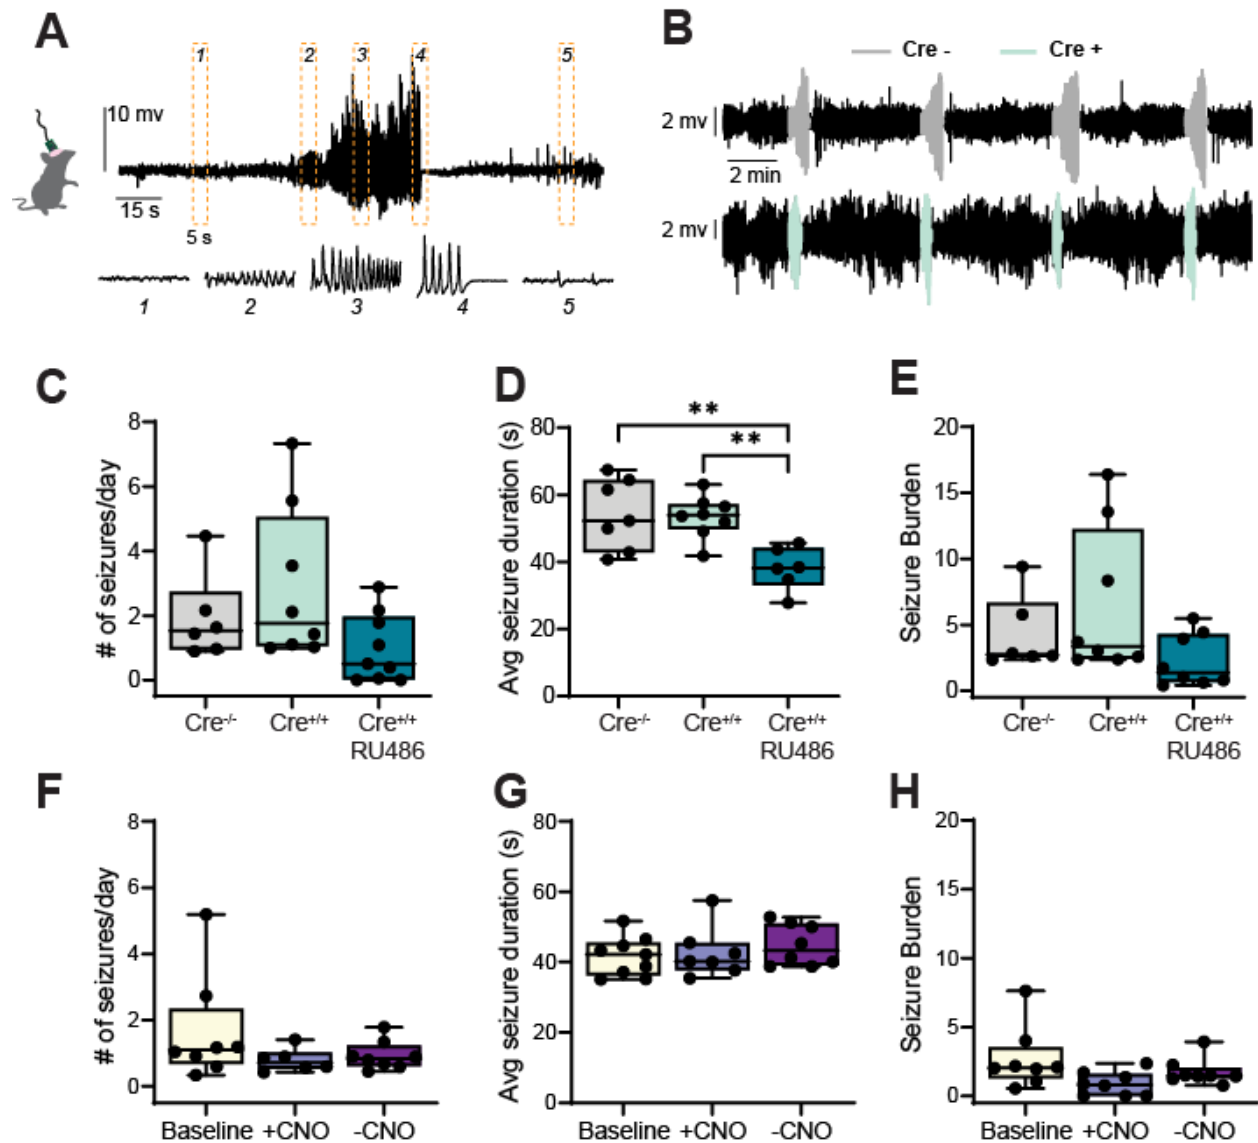 A
1 2 3 4 5
10 mv
15 s
5 s
1 2 3 4 5
B
Cre - Cre +
2 mv
2 min
2 mv
C
# of seizures/day
8
6
4
2
0
Cre-/- Cre+/+ Cre+/+
RU486
D
Avg seizure duration (s)
80
60
40
20
0
**
**
Cre-/- Cre+/+ Cre+/+
RU486
E
Seizure Burden
20
15
10
5
0
Cre-/- Cre+/+ Cre+/+
RU486
F
# of seizures/day
8
6
4
2
0
Baseline +CNO -CNO
G
Avg seizure duration (s)
80
60
40
20
0
Baseline +CNO -CNO
H
Seizure Burden
20
15
10
5
0
Baseline +CNO -CNO